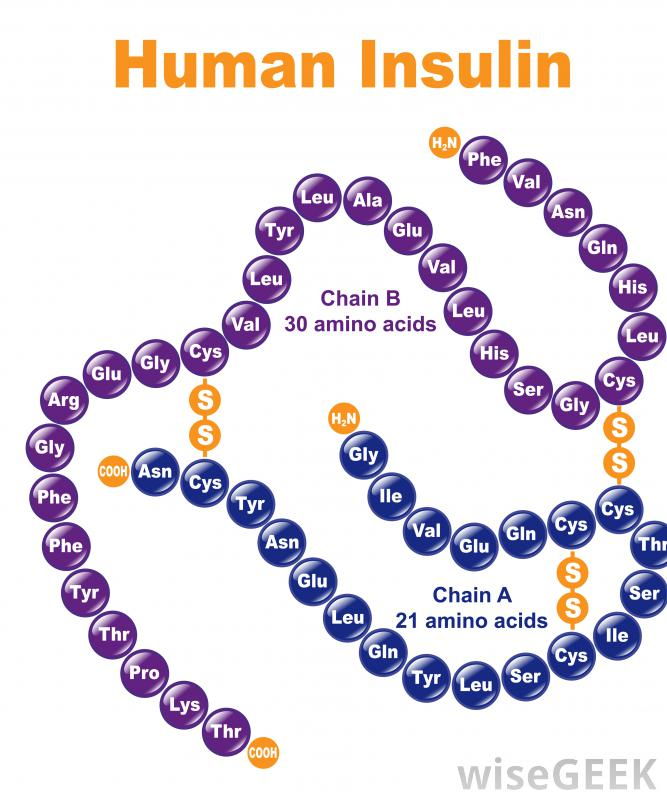 Human Insulin
H₂N
Phe
Val
Asn
Gln
His
Leu
Cys
Gly
Ser
His
Leu
Val
Glu
Ala
Leu
Tyr
Leu
Val
Cys
Gly
Glu
Arg
Gly
Phe
Phe
Tyr
Thr
Pro
Lys
Thr
COOH
Chain B
30 amino acids
S
S
S
S
H₂N
Gly
Ile
Val
Glu
Gln
Cys
Cys
Thr
Ser
Ile
Cys
Ser
Leu
Tyr
Gln
Leu
Glu
Asn
Tyr
Cys
Asn
COOH
S
S
Chain A
21 amino acids
wiseGEEK